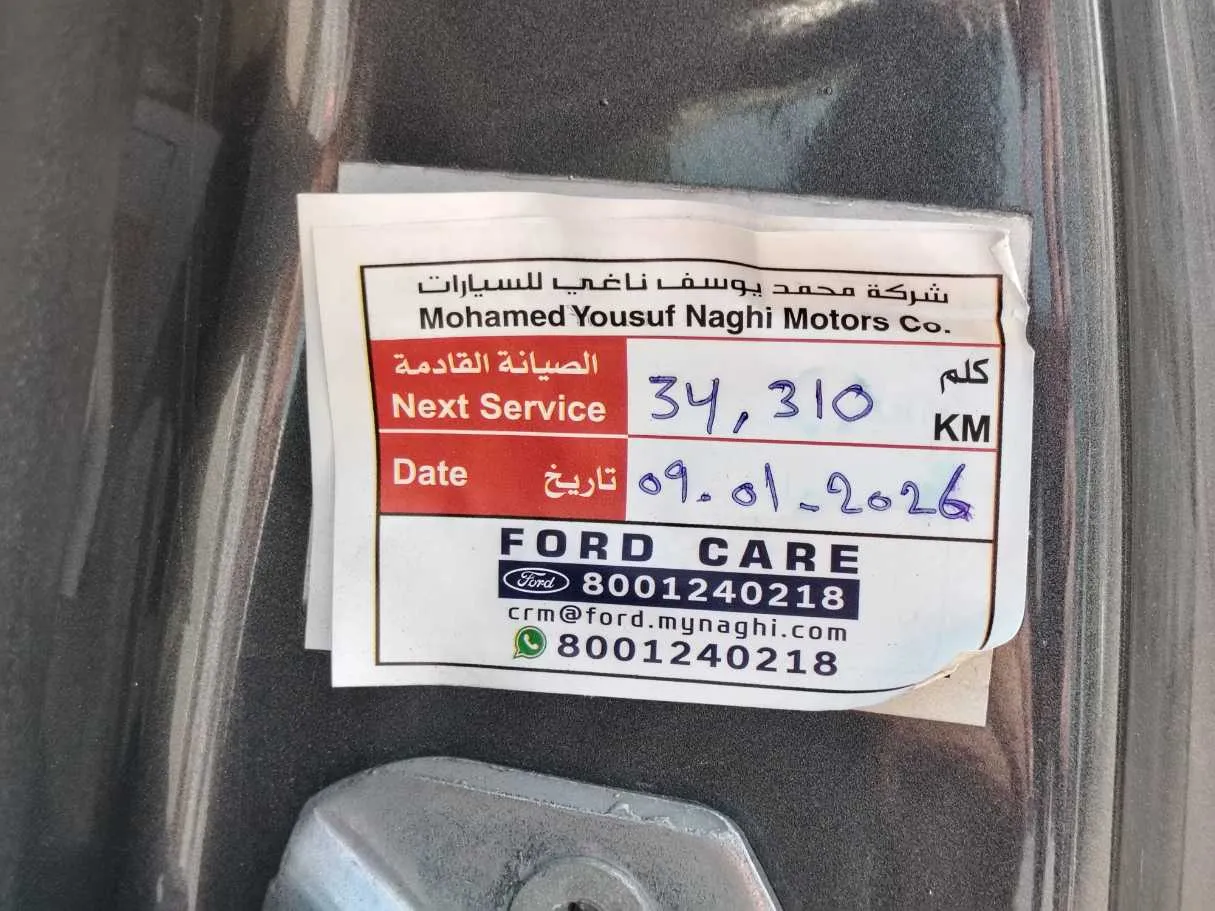 شركة محمد يوسف ناغي للسيارات
Mohamed Yousuf Naghi Motors Co.
الصيانة القادمة
Next Service
34,310
كلم
KM
Date
تاريخ
09.01-2026
FORD CARE
Ford 8001240218
crm@ford.mynaghi.com
8001240218